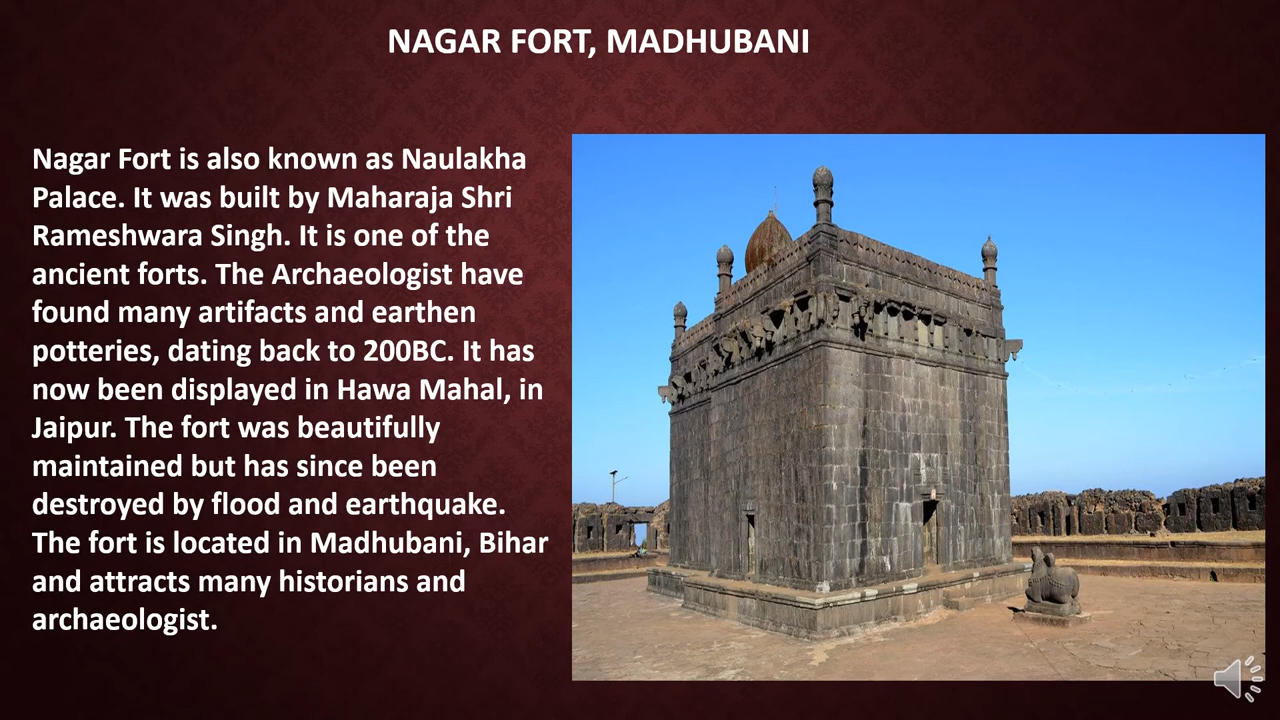 NAGAR FORT, MADHUBANI
Nagar Fort is also known as Naulakha
Palace. It was built by Maharaja Shri
Rameshwara Singh. It is one of the
ancient forts. The Archaeologist have
found many artifacts and earthen
potteries, dating back to 200BC. It has
now been displayed in Hawa Mahal, in
Jaipur. The fort was beautifully
maintained but has since been
destroyed by flood and earthquake.
The fort is located in Madhubani, Bihar
and attracts many historians and
archaeologist.